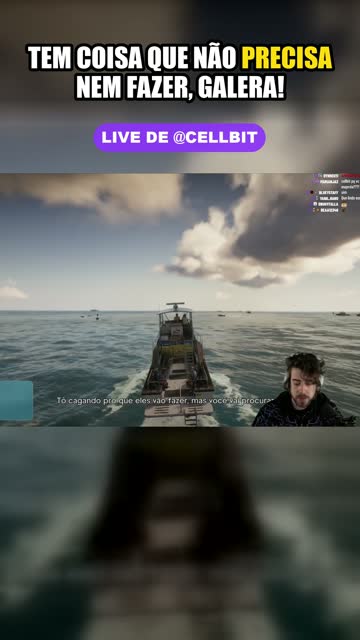 TEM COISA QUE NÃO PRECISA
NEM FAZER, GALERA!
LIVE DE @CELLBIT
Tô cagando pro que eles vão fazer, mas você vai procurar